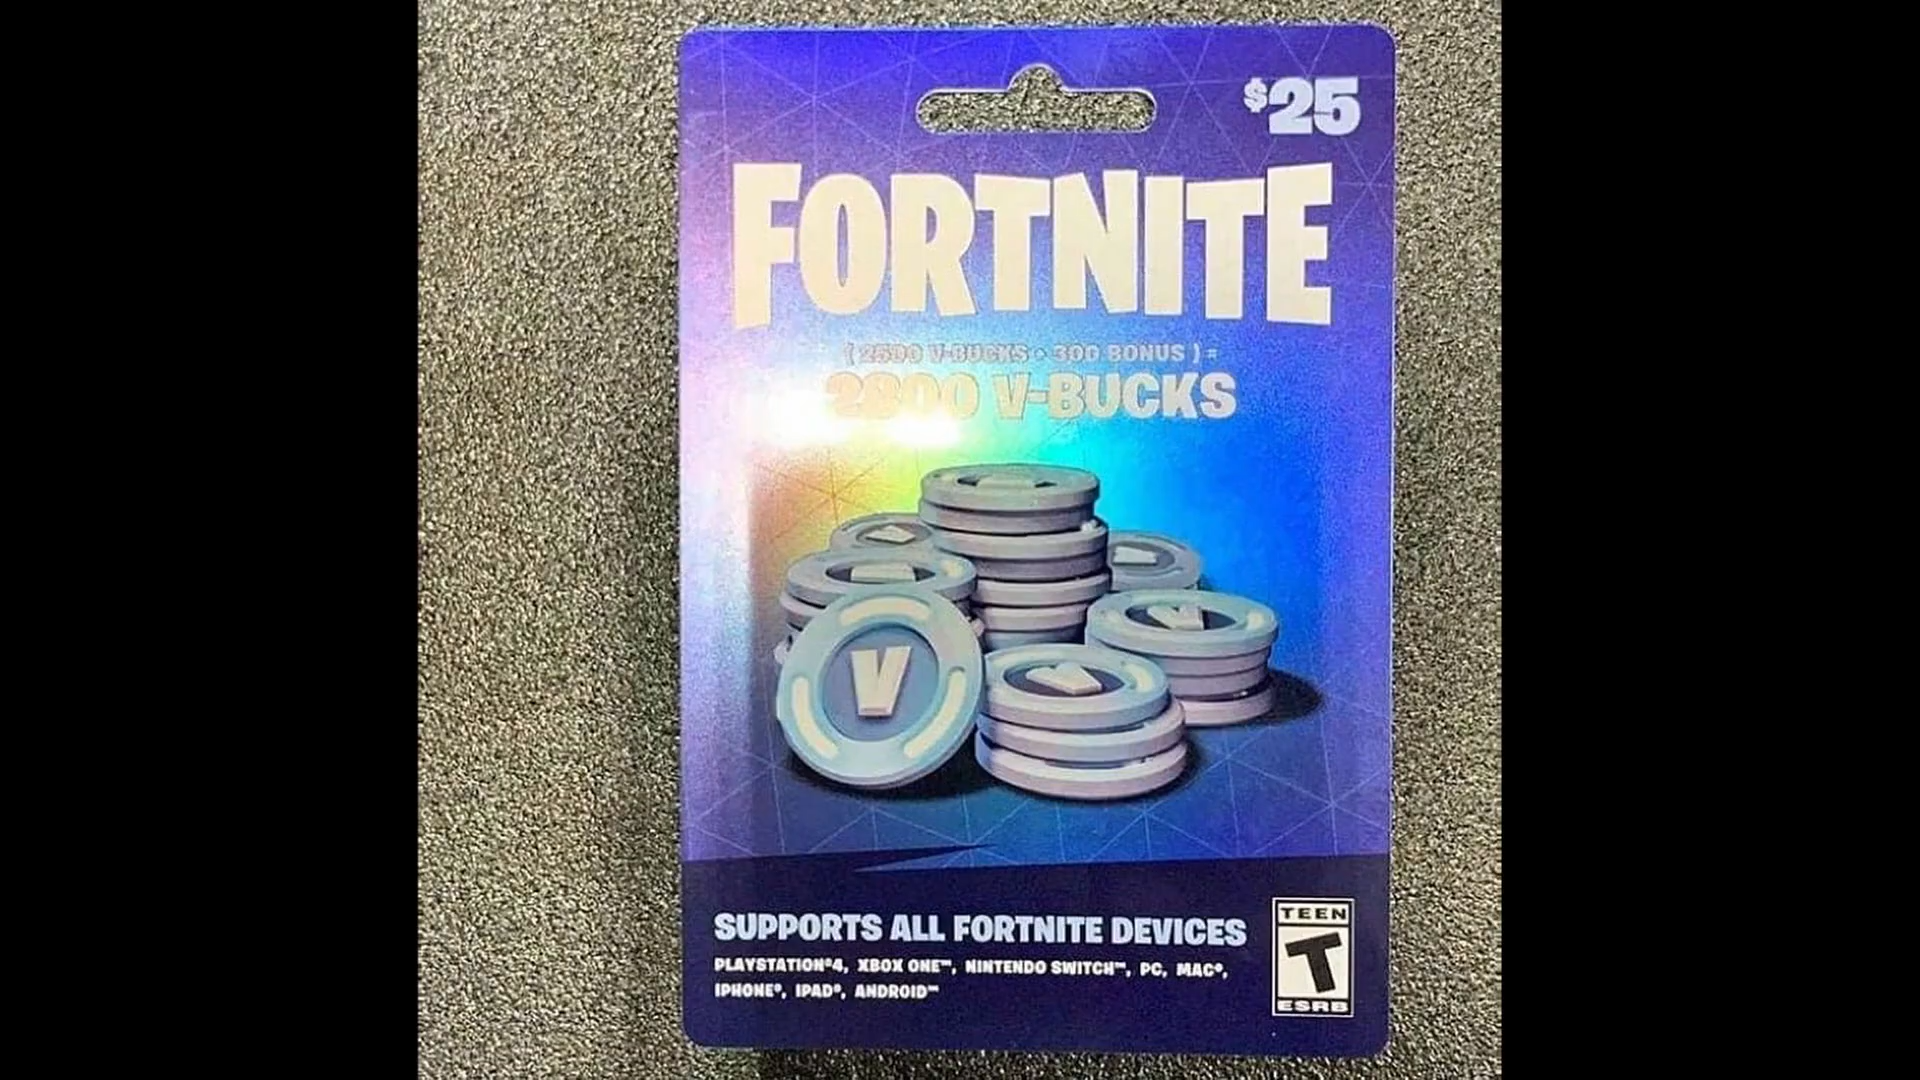 $25
FORTNITE
( 2500 V-BUCKS + 300 BONUS ) =
2800 V-BUCKS
V
SUPPORTS ALL FORTNITE DEVICES
PLAYSTATION®4, XBOX ONE™, NINTENDO SWITCH™, PC, MAC®,
IPHONE®, IPAD®, ANDROID™
TEEN
T
ESRB